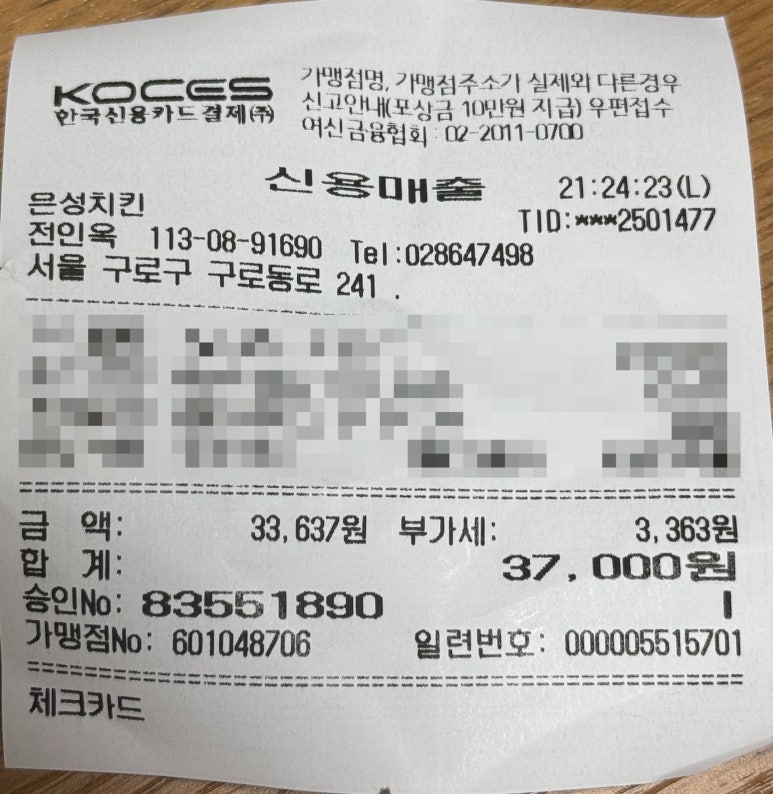 KOCES
한국신용카드결제(주)
가맹점명, 가맹점주소가 실제와 다른경우
신고안내(포상금 10만원 지급) 우편접수
여신금융협회 : 02-2011-0700
신용매출 21:24:23(L)
은성치킨 TID:***2501477
전인옥 113-08-91690 Tel:028647498
서울 구로구 구로동로 241 .
금 액: 33,637원 부가세: 3,363원
합 계: 37,000원
승인No: 83551890 I
가맹점No: 601048706 일련번호: 000005515701
체크카드